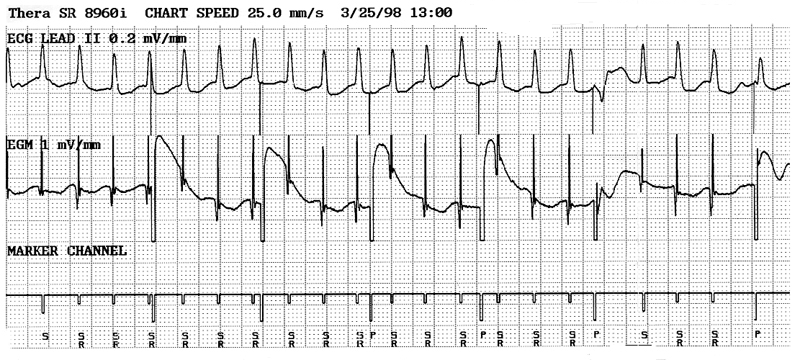 Thera SR 8960i CHART SPEED 25.0 mm/s 3/25/98 13:00
ECG LEAD II 0.2 mV/mm
EGM 1 mV/mm
MARKER CHANNEL
S S S S S S S S S S P S S S P S S S P S S S P
R R R R R R R R R R R R R R R R R